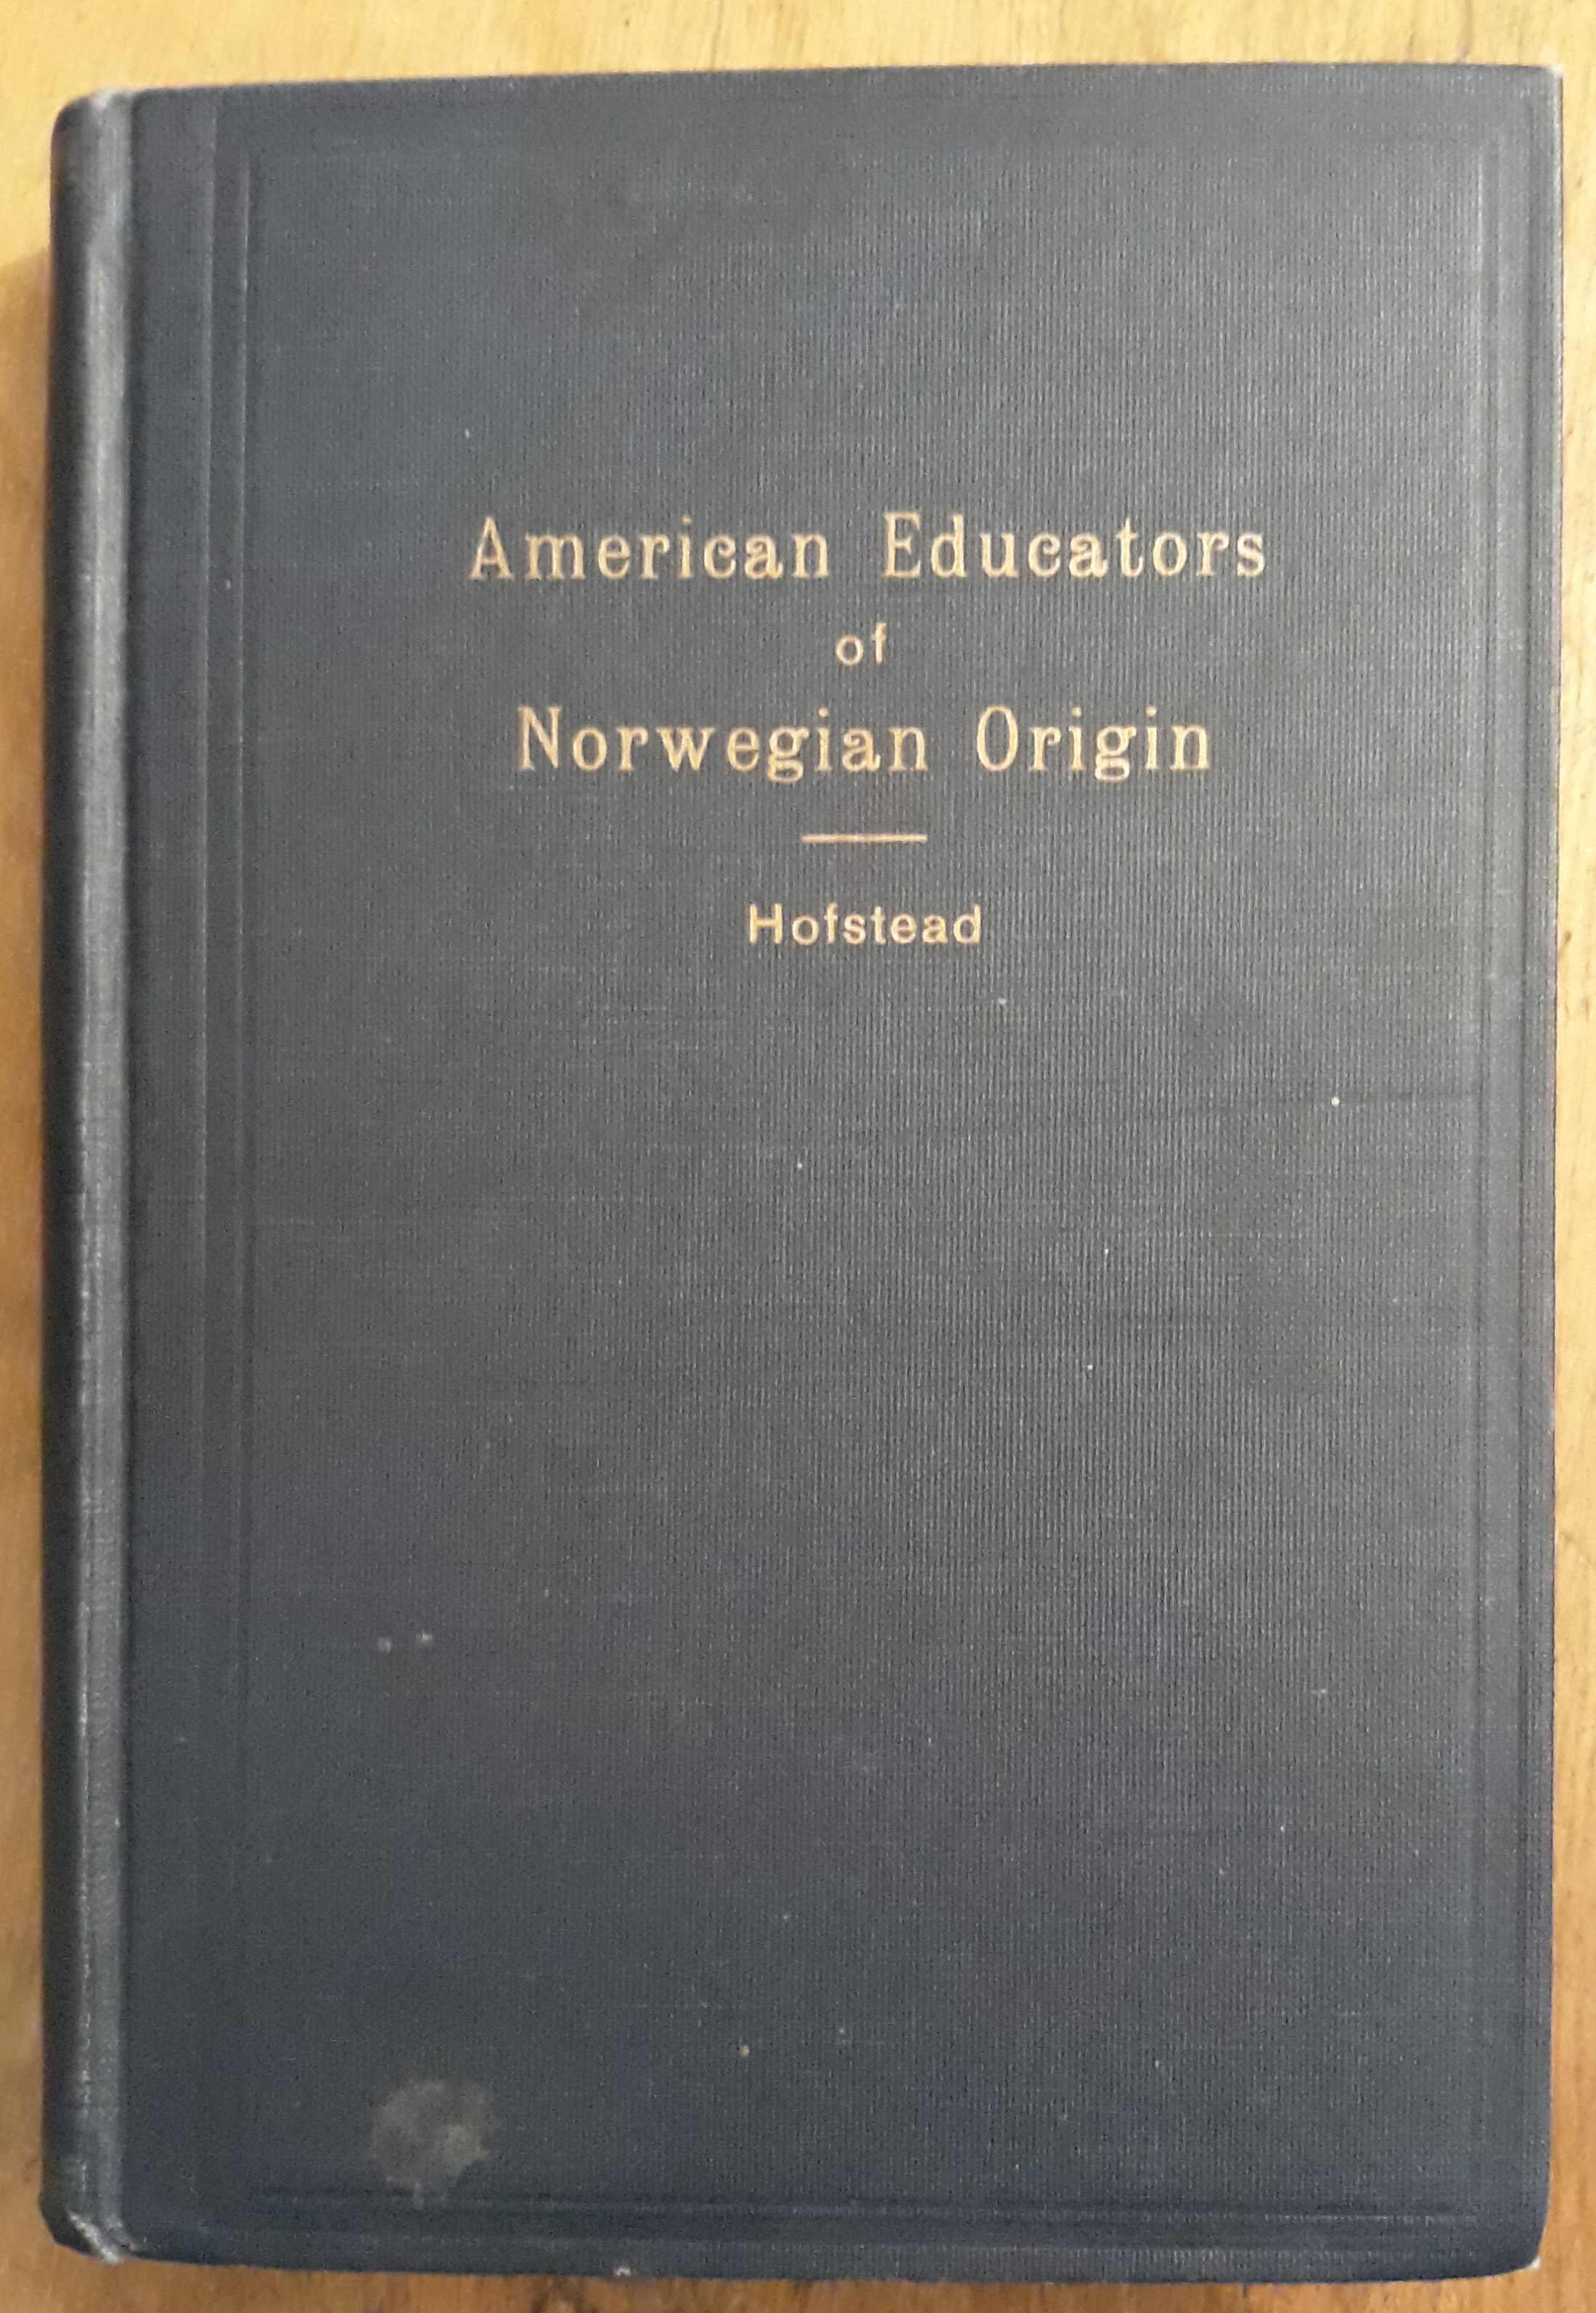 American Educators
of
Norwegian Origin
Hofstead